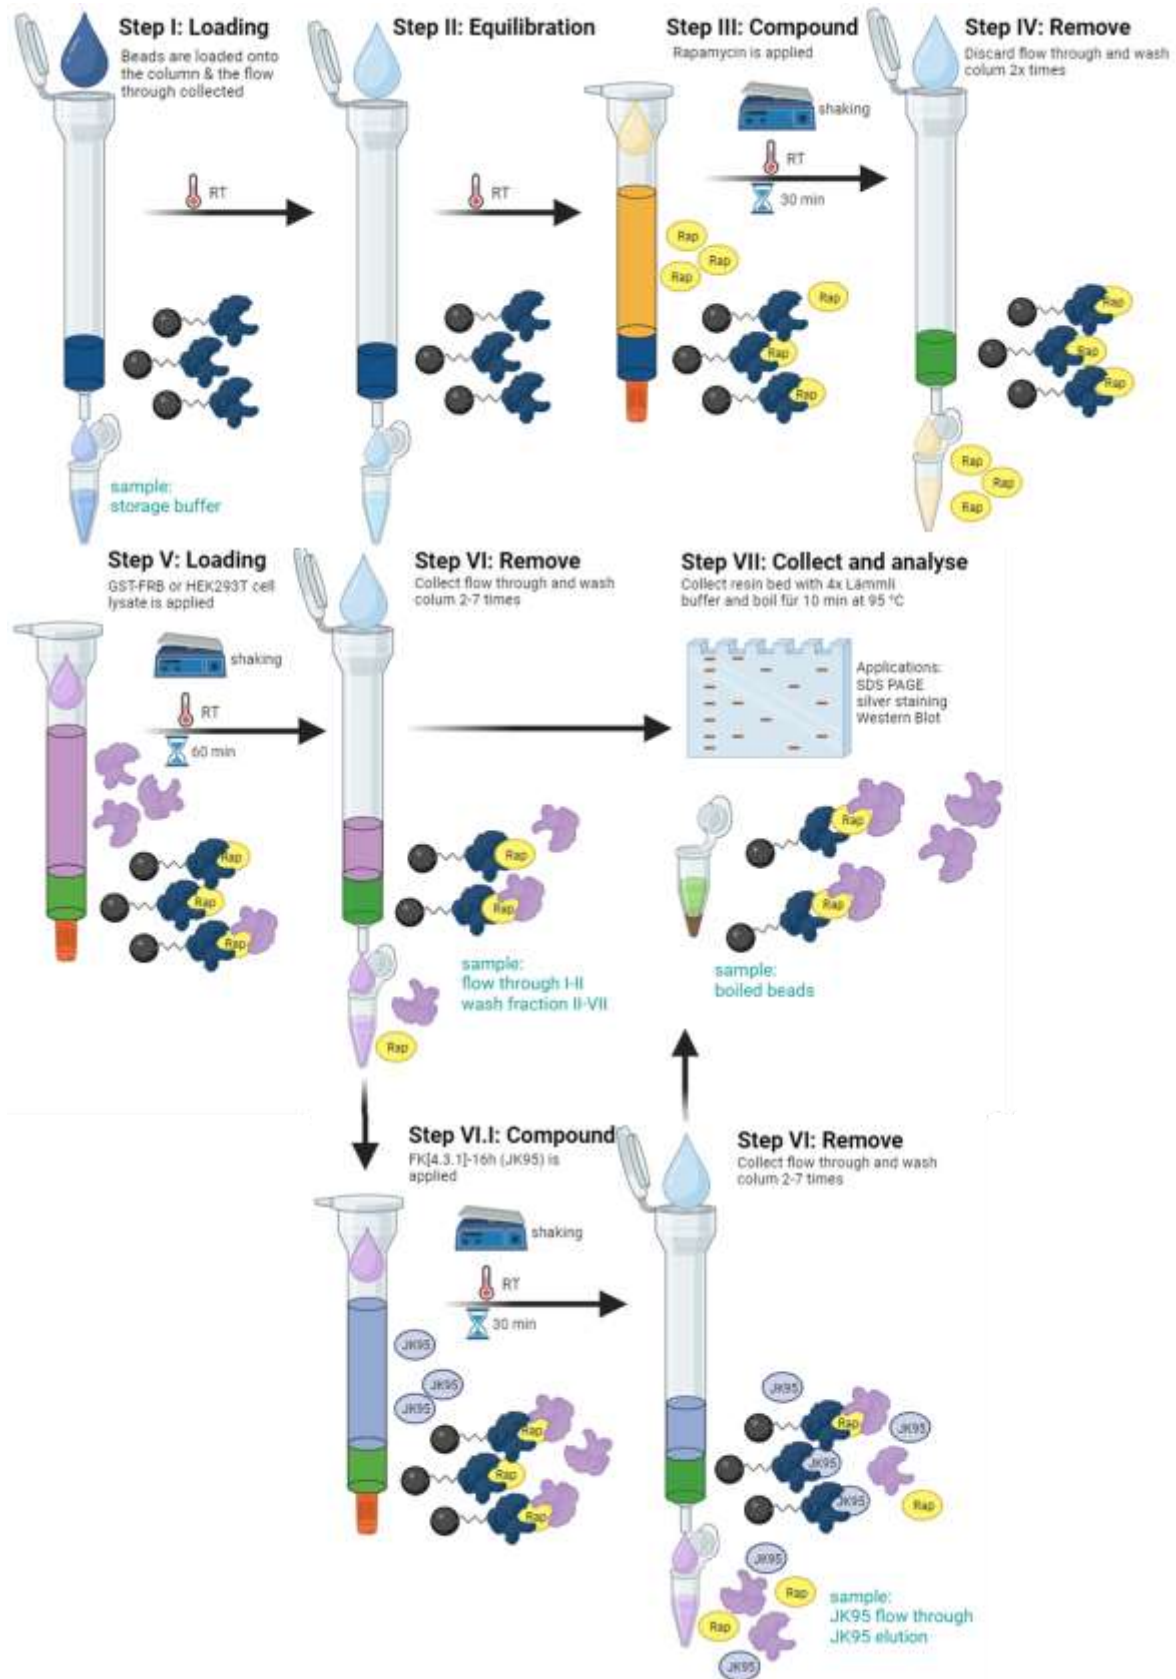 Step I: Loading
Beads are loaded onto
the column & the flow
through collected
RT
sample:
storage buffer
Step II: Equilibration
RT
Step III: Compound
Rapamycin is applied
shaking
RT
30 min
Rap
Rap
Rap
Rap
Rap
Rap
Step IV: Remove
Discard flow through and wash
colum 2x times
Rap
Rap
Rap
Rap
Rap
Rap
Step V: Loading
GST-FRB or HEK293T cell
lysate is applied
shaking
RT
60 min
Rap
Rap
Rap
Step VI: Remove
Collect flow through and wash
colum 2-7 times
Rap
Rap
sample:
flow through I-II
wash fraction II-VII
Rap
Step VII: Collect and analyse
Collect resin bed with 4x Lämmli
buffer and boil für 10 min at 95 °C
Applications:
SDS PAGE
silver staining
Western Blot
Rap
Rap
sample:
boiled beads
Step VI.I: Compound
FK[4.3.1]-16h (JK95) is
applied
shaking
RT
30 min
JK95
JK95
JK95
Rap
Rap
Rap
Step VI: Remove
Collect flow through and wash
colum 2-7 times
JK95
Rap
JK95
JK95
JK95
Rap
JK95
Rap
Rap
JK95
sample:
JK95 flow through
JK95 elution